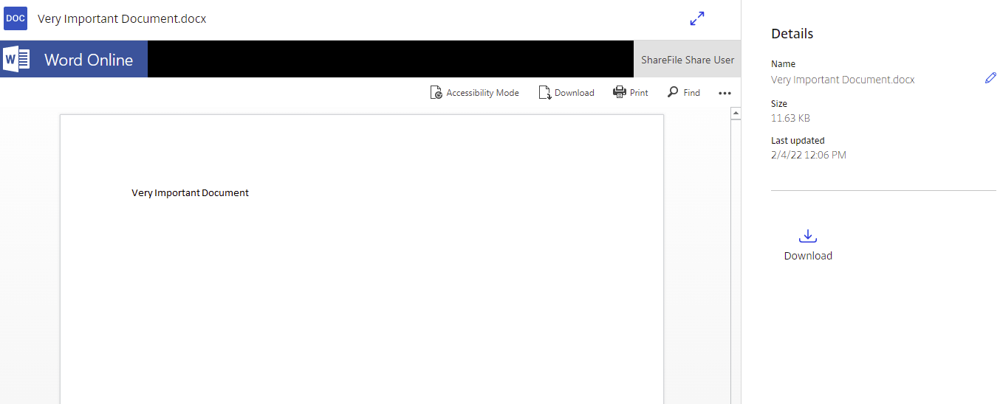 DOC
Very Important Document.docx
W
Word Online
ShareFile Share User
Accessibility Mode
Download
Print
Find
Very Important Document
Details
Name
Very Important Document.docx
Size
11.63 KB
Last updated
2/4/22 12:06 PM
Download